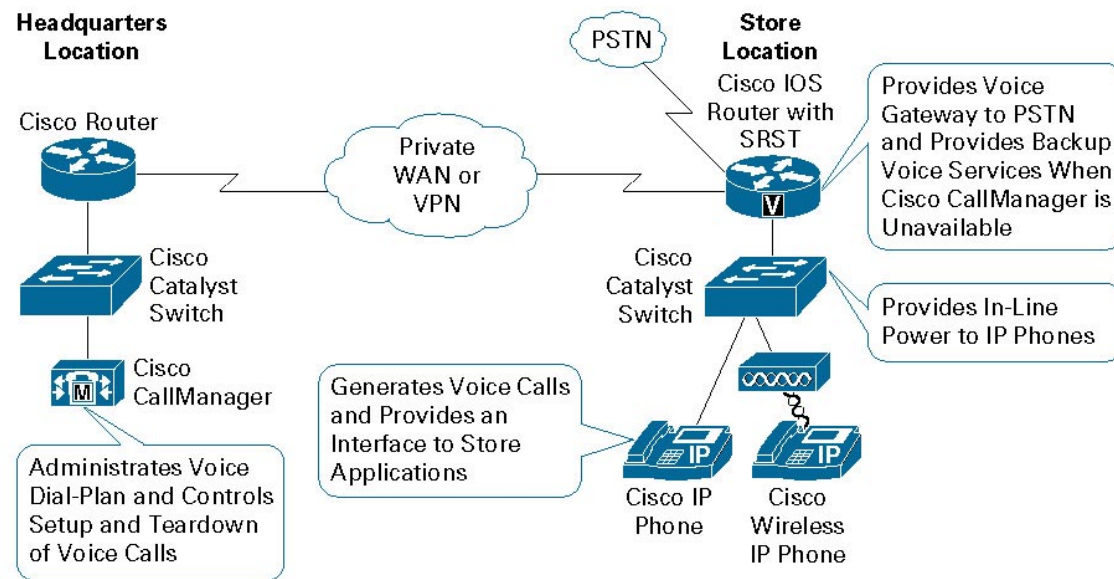 Headquarters
Location
Cisco Router
Cisco
Catalyst
Switch
Cisco
CallManager
M
Administrates Voice
Dial-Plan and Controls
Setup and Teardown
of Voice Calls
Private
WAN or
VPN
PSTN
Store
Location
Cisco IOS
Router with
SRST
V
Provides Voice
Gateway to PSTN
and Provides Backup
Voice Services When
Cisco CallManager is
Unavailable
Cisco
Catalyst
Switch
Provides In-Line
Power to IP Phones
Generates Voice Calls
and Provides an
Interface to Store
Applications
IP
Cisco IP
Phone
IP
Cisco
Wireless
IP Phone